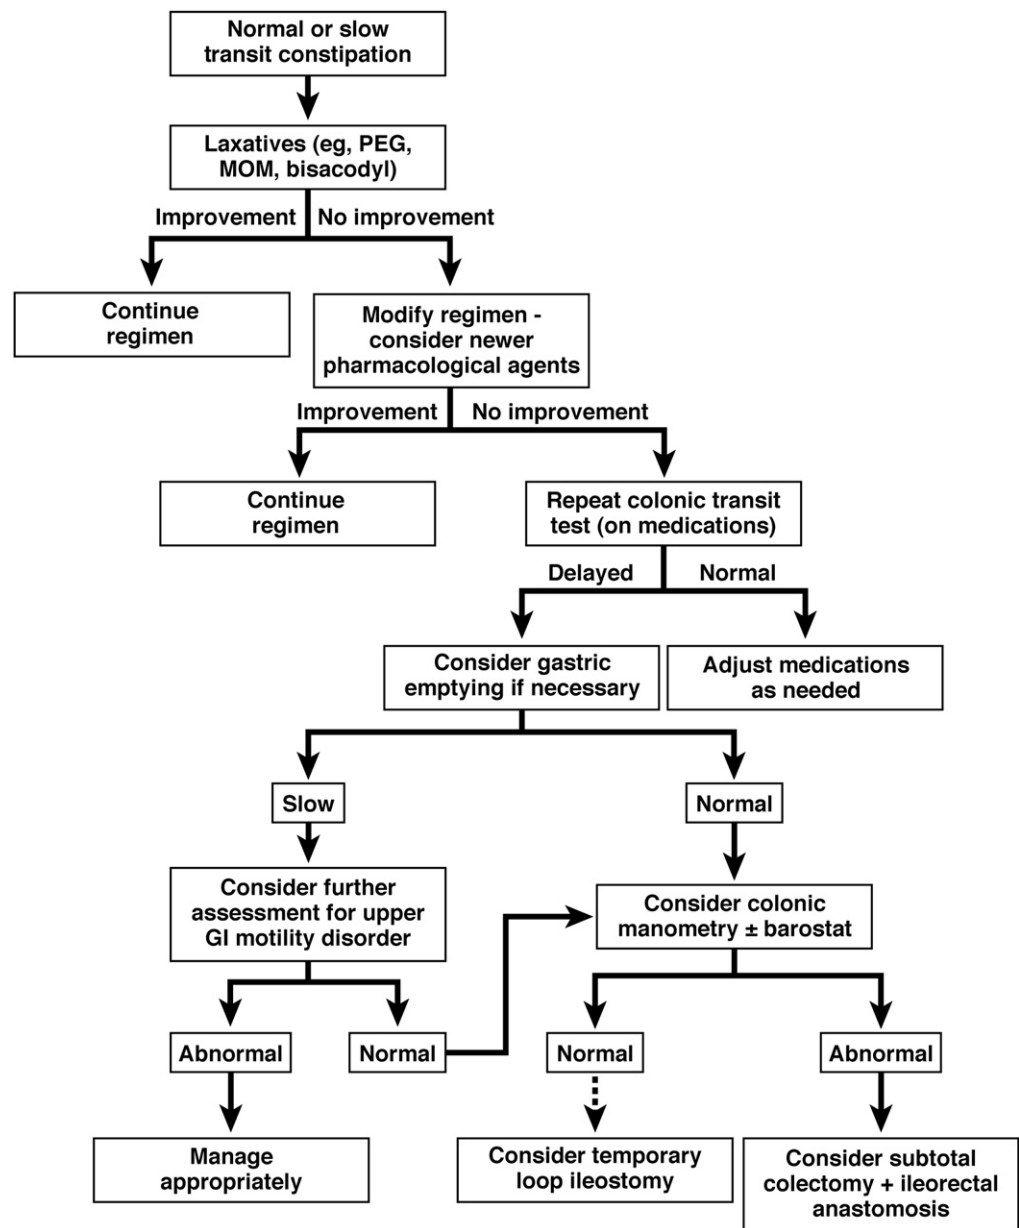 Normal or slow
transit constipation
Laxatives (eg, PEG,
MOM, bisacodyl)
Improvement
No improvement
Continue
regimen
Modify regimen -
consider newer
pharmacological agents
Improvement
No improvement
Continue
regimen
Repeat colonic transit
test (on medications)
Delayed
Normal
Consider gastric
emptying if necessary
Adjust medications
as needed
Slow
Normal
Consider further
assessment for upper
GI motility disorder
Consider colonic
manometry ± barostat
Abnormal
Normal
Normal
Abnormal
Manage
appropriately
Consider temporary
loop ileostomy
Consider subtotal
colectomy + ileorectal
anastomosis